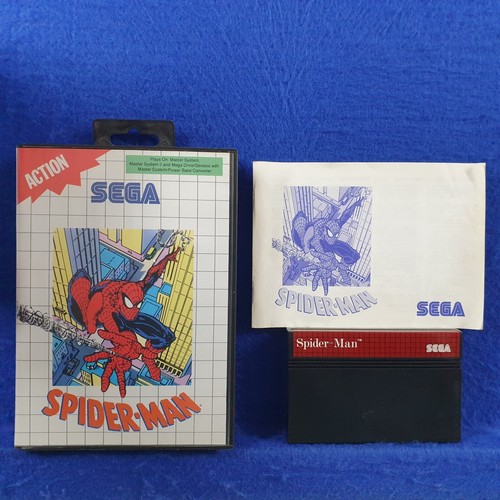 ACTION
Plays On: Master System,
Master System II and Mega Drive/Genesis with
Master System/Power Base Converter
SEGA
SPIDER-MAN
SPIDER-MAN
SEGA
Spider-Man™
SEGA